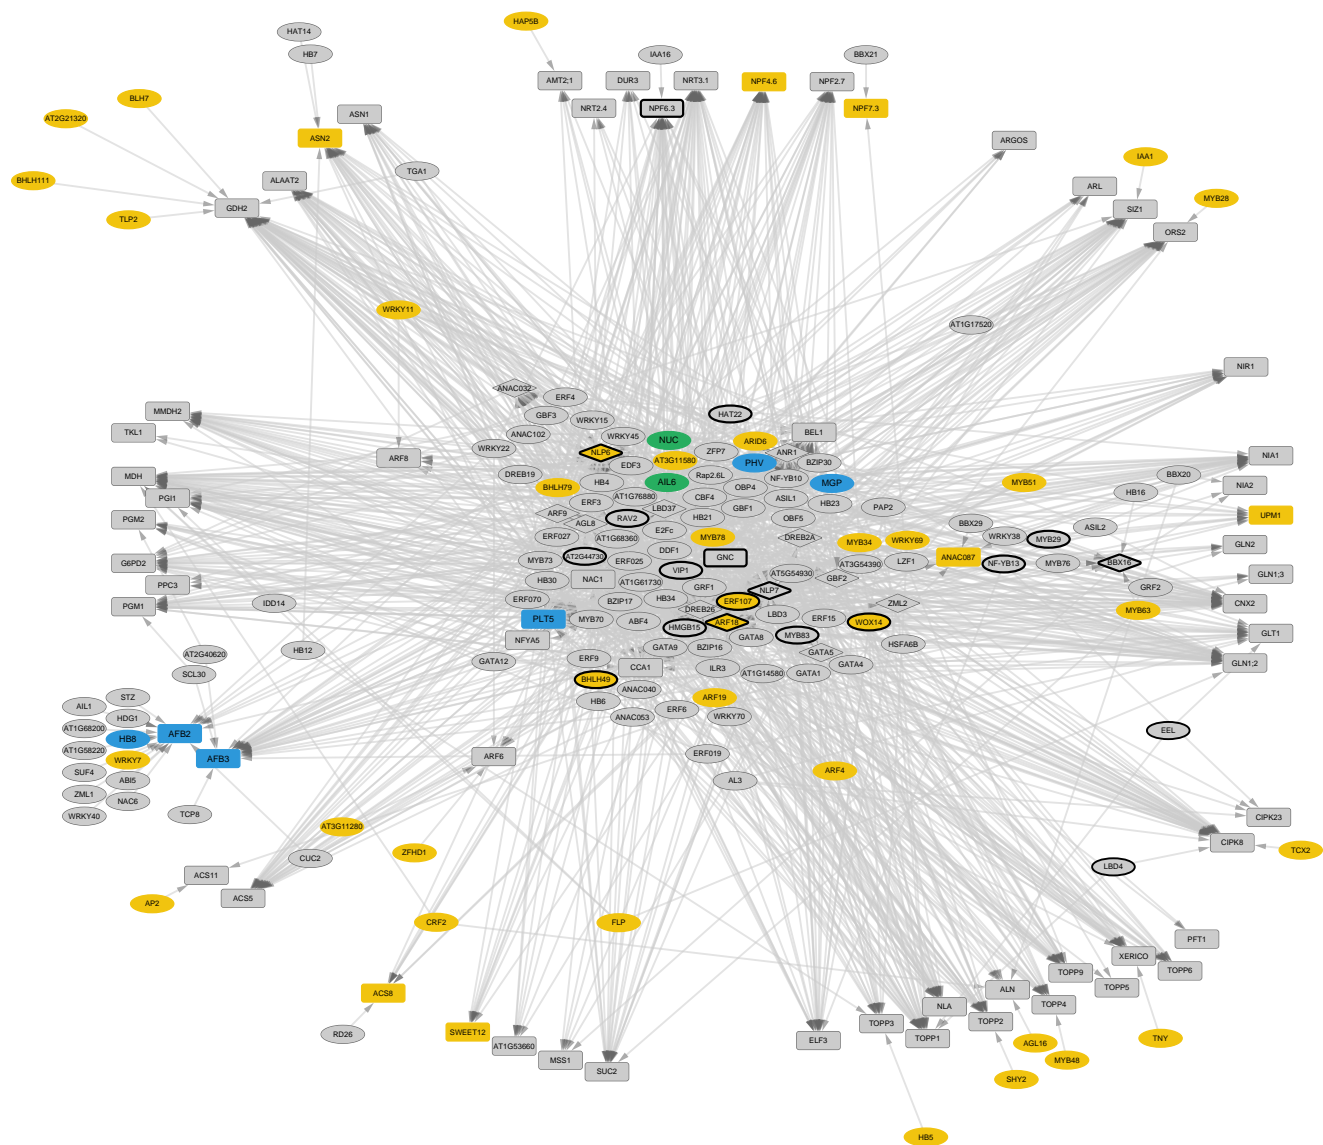 HAP5B
HAT14
HB7
IAA16
BBX21
AMT2;1
DUR3
NRT3.1
NPF4.6
NPF2.7
NRT2.4
NPF6.3
NPF7.3
BLH7
AT2G21320
ASN1
ASN2
ARGOS
IAA1
BHLH111
ALAAT2
TGA1
ARL
MYB28
TLP2
GDH2
SIZ1
ORS2
WRKY11
AT1G17520
NIR1
ANAC032
ERF4
MMDH2
GBF3
WRKY15
HAT22
TKL1
ANAC102
WRKY45
NUC
ARID6
BEL1
WRKY22
NLP6
ZFP7
ANR1
ARF8
EDF3
AT3G11580
PHV
BZIP30
NIA1
MDH
DREB19
HB4
Rap2.6L
NF-YB10
MGP
MYB51
BBX20
NIA2
PGI1
BHLH79
AIL6
OBP4
HB16
ERF3
AT1G76880
CBF4
ASIL1
HB23
PAP2
UPM1
PGM2
ARF9
LBD37
GBF1
AGL8
RAV2
HB21
OBF5
BBX29
ASIL2
ERF027
AT1G68360
E2Fc
MYB78
DREB2A
MYB34
WRKY69
WRKY38
MYB29
GLN2
G6PD2
MYB73
AT2G44730
DDF1
GNC
ANAC087
ERF025
AT3G54390
LZF1
NF-YB13
MYB76
BBX16
GLN1;3
PPC3
HB30
NAC1
AT1G61730
VIP1
AT5G54930
GBF2
GRF2
GRF1
NLP7
IDD14
PGM1
ERF070
BZIP17
HB34
DREB26
ERF107
ZML2
CNX2
PLT5
MYB70
ABF4
ARF18
LBD3
ERF15
WOX14
MYB63
HMGB15
MYB83
GLT1
NFYA5
GATA8
HB12
GATA9
BZIP16
GATA5
HSFA6B
AT2G40620
GATA12
ERF9
CCA1
ILR3
AT1G14580
GATA1
GATA4
GLN1;2
SCL30
BHLH49
ANAC040
STZ
HB6
ARF19
AIL1
HDG1
ERF6
WRKY70
AT1G68200
HB8
AFB2
ANAC053
EEL
AT1G58220
WRKY7
AFB3
ARF6
ERF019
SUF4
ABI5
AL3
ARF4
ZML1
NAC6
WRKY40
TCP8
CIPK23
AT3G11280
CIPK8
TCX2
ZFHD1
CUC2
ACS11
LBD4
ACS5
AP2
CRF2
FLP
PFT1
XERICO
TOPP9
TOPP6
ACS8
ALN
TOPP5
NLA
TOPP4
RD26
SWEET12
TOPP3
TOPP2
AT1G53660
ELF3
TOPP1
AGL16
TNY
MSS1
MYB48
SUC2
SHY2
HB5